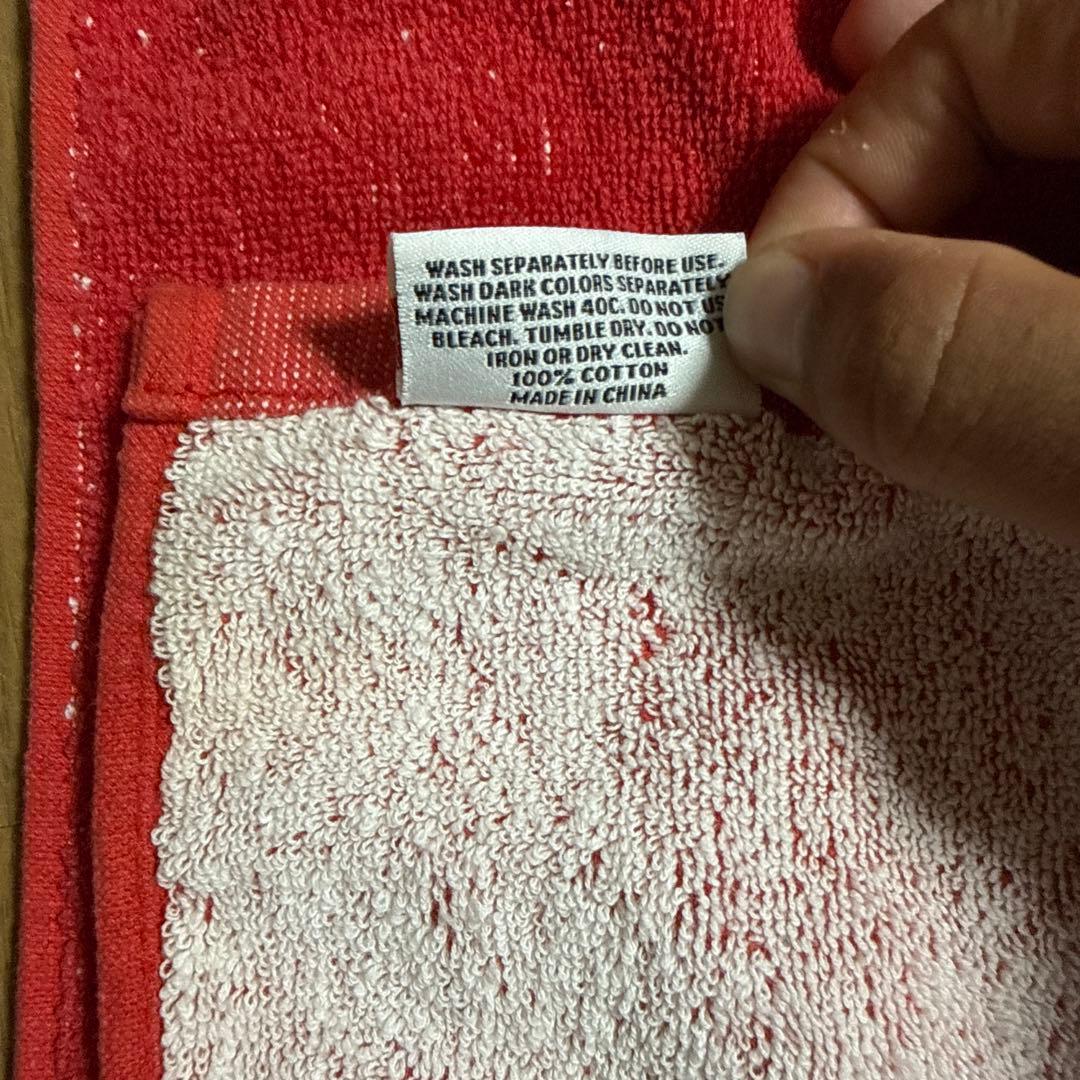 WASH SEPARATELY BEFORE USE.
WASH DARK COLORS SEPARATELY
MACHINE WASH 40C. DO NOT US
BLEACH. TUMBLE DRY. DO NOT
IRON OR DRY CLEAN.
100% COTTON
MADE IN CHINA